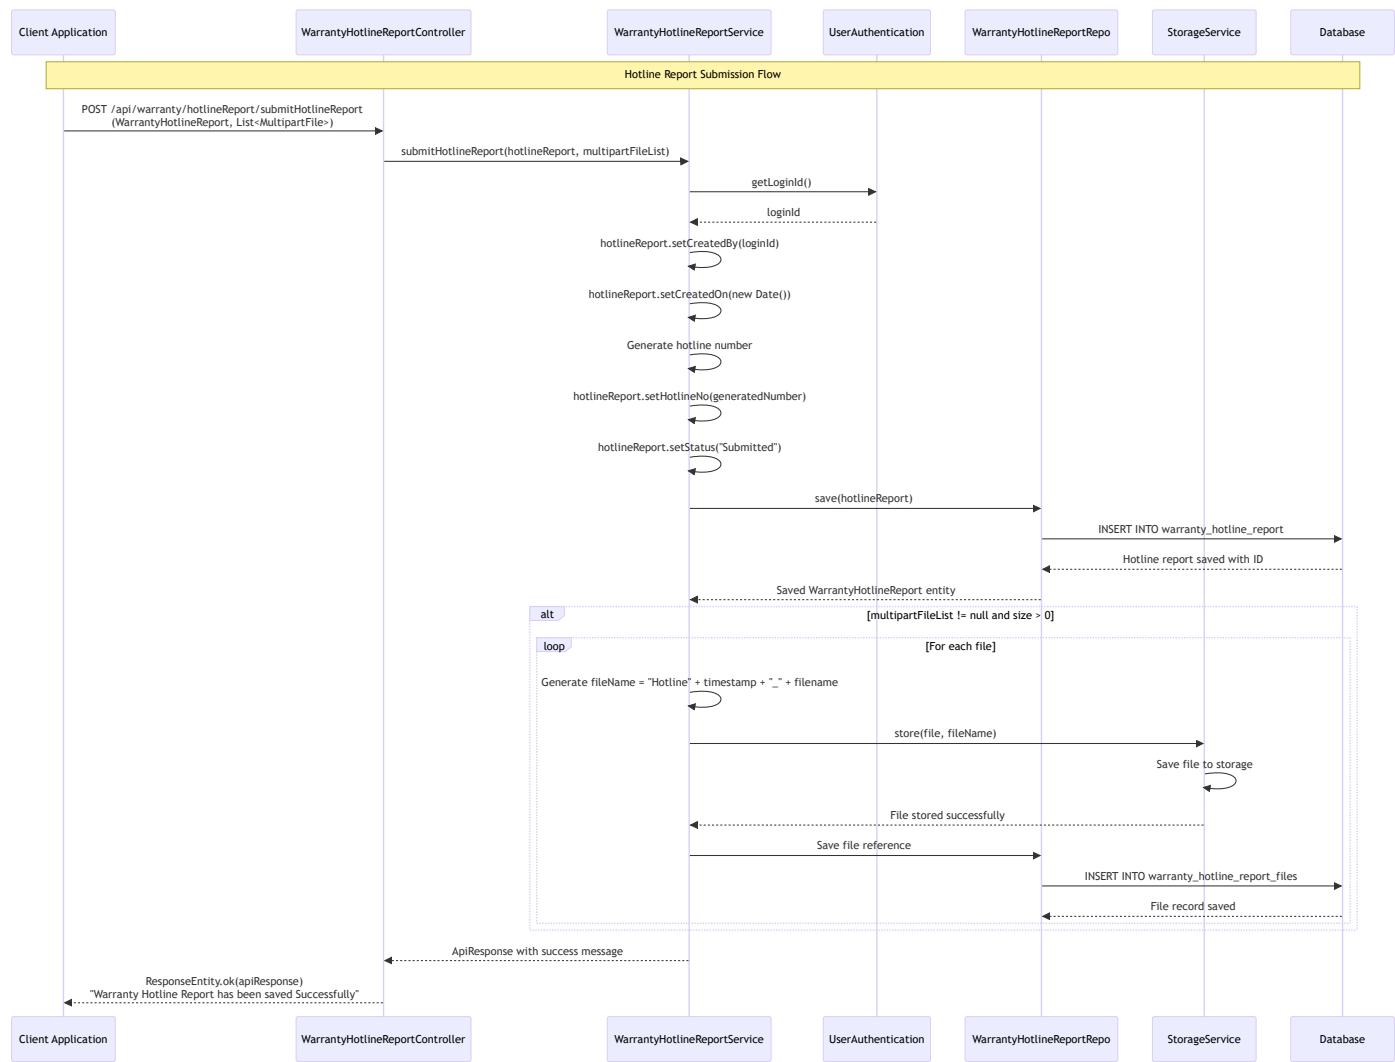 Client Application
WarrantyHotlineReportController
WarrantyHotlineReportService
UserAuthentication
WarrantyHotlineReportRepo
StorageService
Database
Hotline Report Submission Flow
POST /api/warranty/hotlineReport/submitHotlineReport
(WarrantyHotlineReport, List<MultipartFile>)
submitHotlineReport(hotlineReport, multipartFileList)
getLoginId()
loginId
hotlineReport.setCreatedBy(loginId)
hotlineReport.setCreatedOn(new Date())
Generate hotline number
hotlineReport.setHotlineNo(generatedNumber)
hotlineReport.setStatus("Submitted")
save(hotlineReport)
INSERT INTO warranty_hotline_report
Hotline report saved with ID
Saved WarrantyHotlineReport entity
alt
[multipartFileList != null and size > 0]
loop
[For each file]
Generate fileName = "Hotline" + timestamp + "_" + filename
store(file, fileName)
Save file to storage
File stored successfully
Save file reference
INSERT INTO warranty_hotline_report_files
File record saved
ApiResponse with success message
ResponseEntity.ok(apiResponse)
"Warranty Hotline Report has been saved Successfully"
Client Application
WarrantyHotlineReportController
WarrantyHotlineReportService
UserAuthentication
WarrantyHotlineReportRepo
StorageService
Database